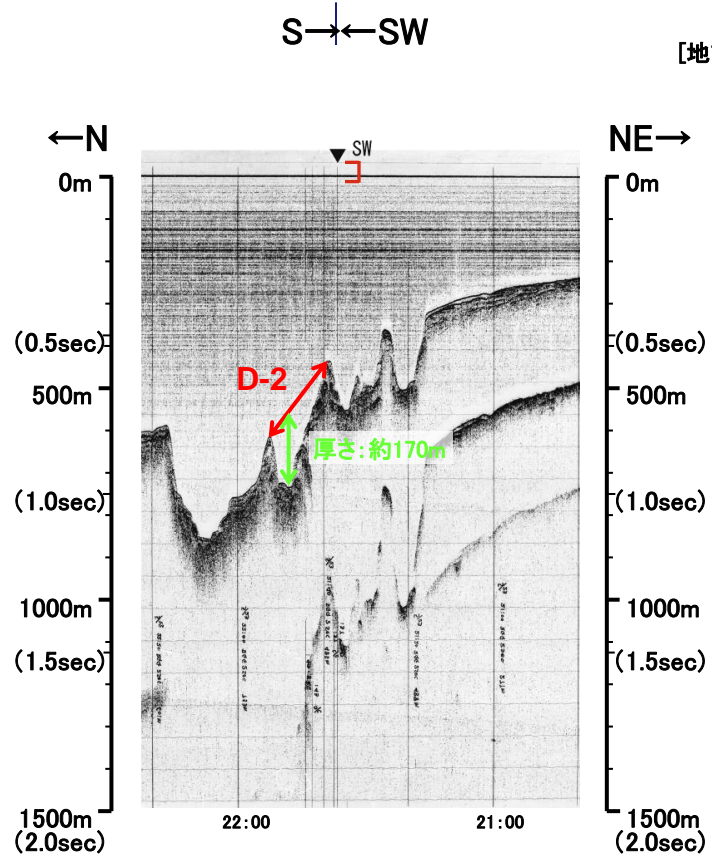 S→←SW
[地
←N
NE→
SW
0m
0m
(0.5sec)
(0.5sec)
D-2
500m
500m
厚さ：約170m
(1.0sec)
(1.0sec)
1000m
1000m
(1.5sec)
(1.5sec)
1500m
1500m
(2.0sec)
(2.0sec)
22:00
21:00